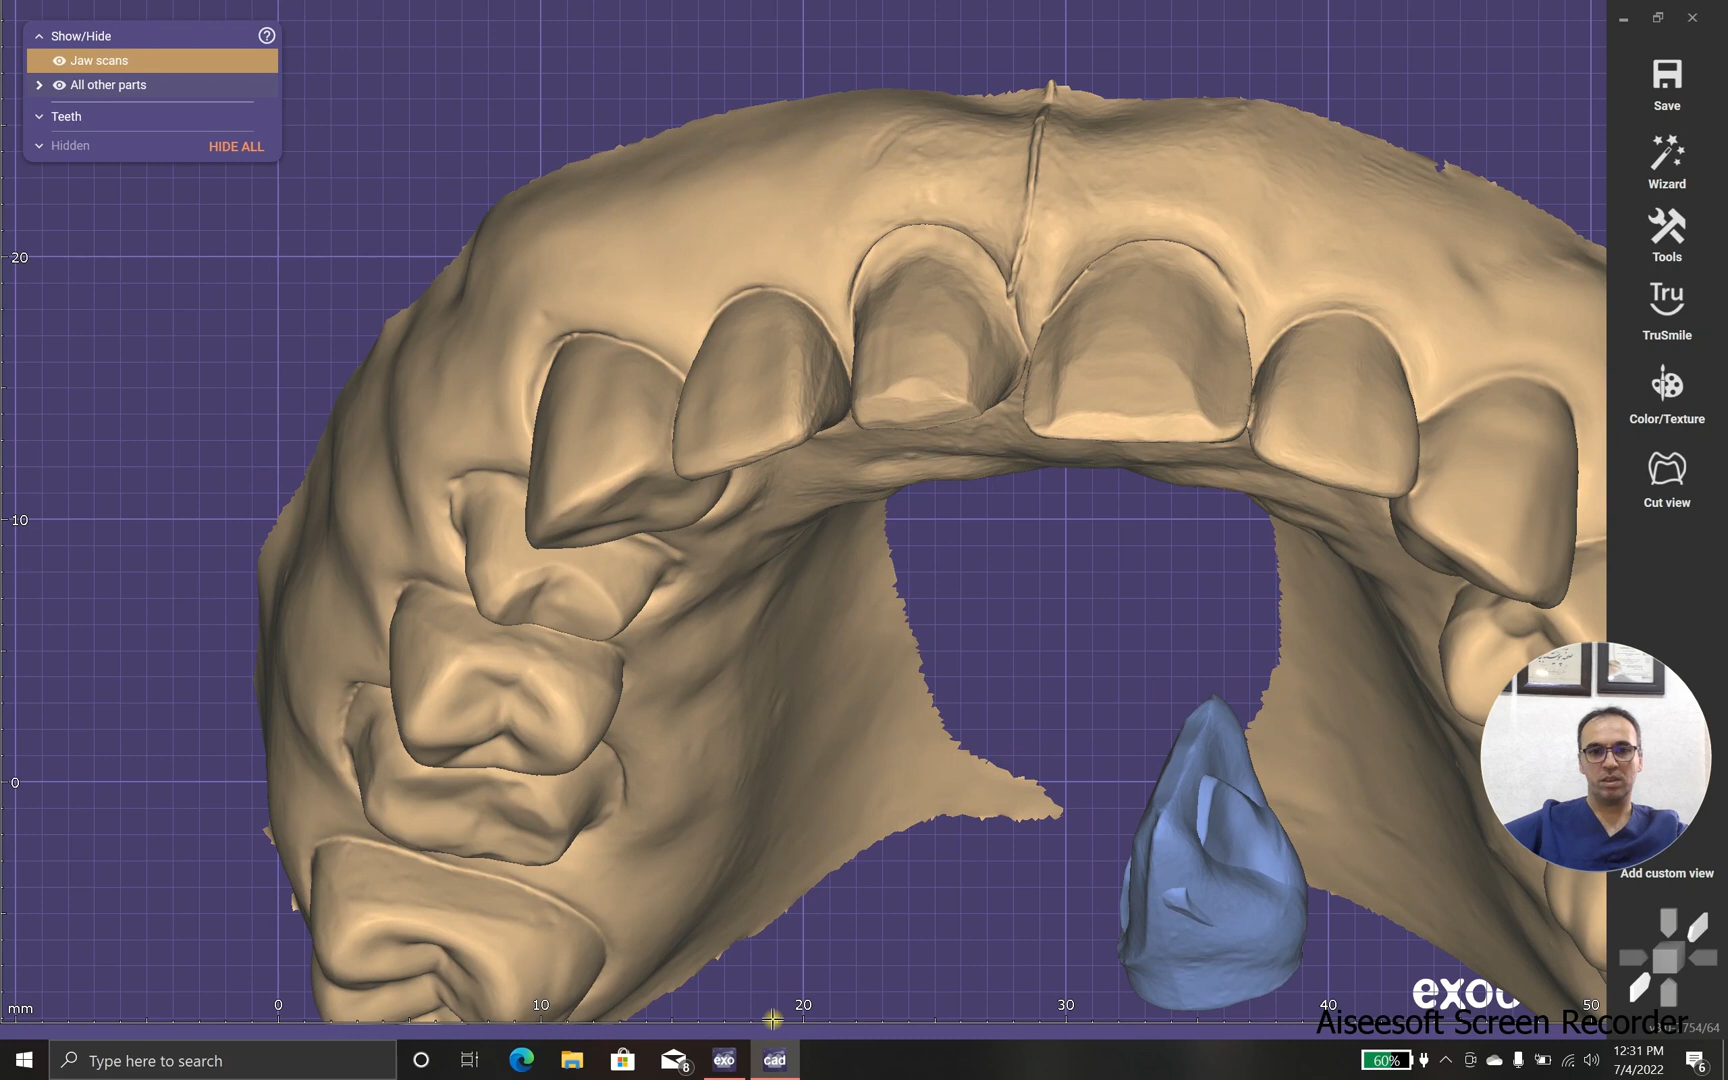 Show/Hide
Jaw scans
All other parts
Teeth
Hidden HIDE ALL
Save
Wizard
Tools
Tru
TruSmile
Color/Texture
Cut view
Add custom view
20
10
0
mm
0 10 20 30 40 50
Aiseesoft Screen Recorder
Type here to search
exo
cad
8
60%
12:31 PM
7/4/2022
6